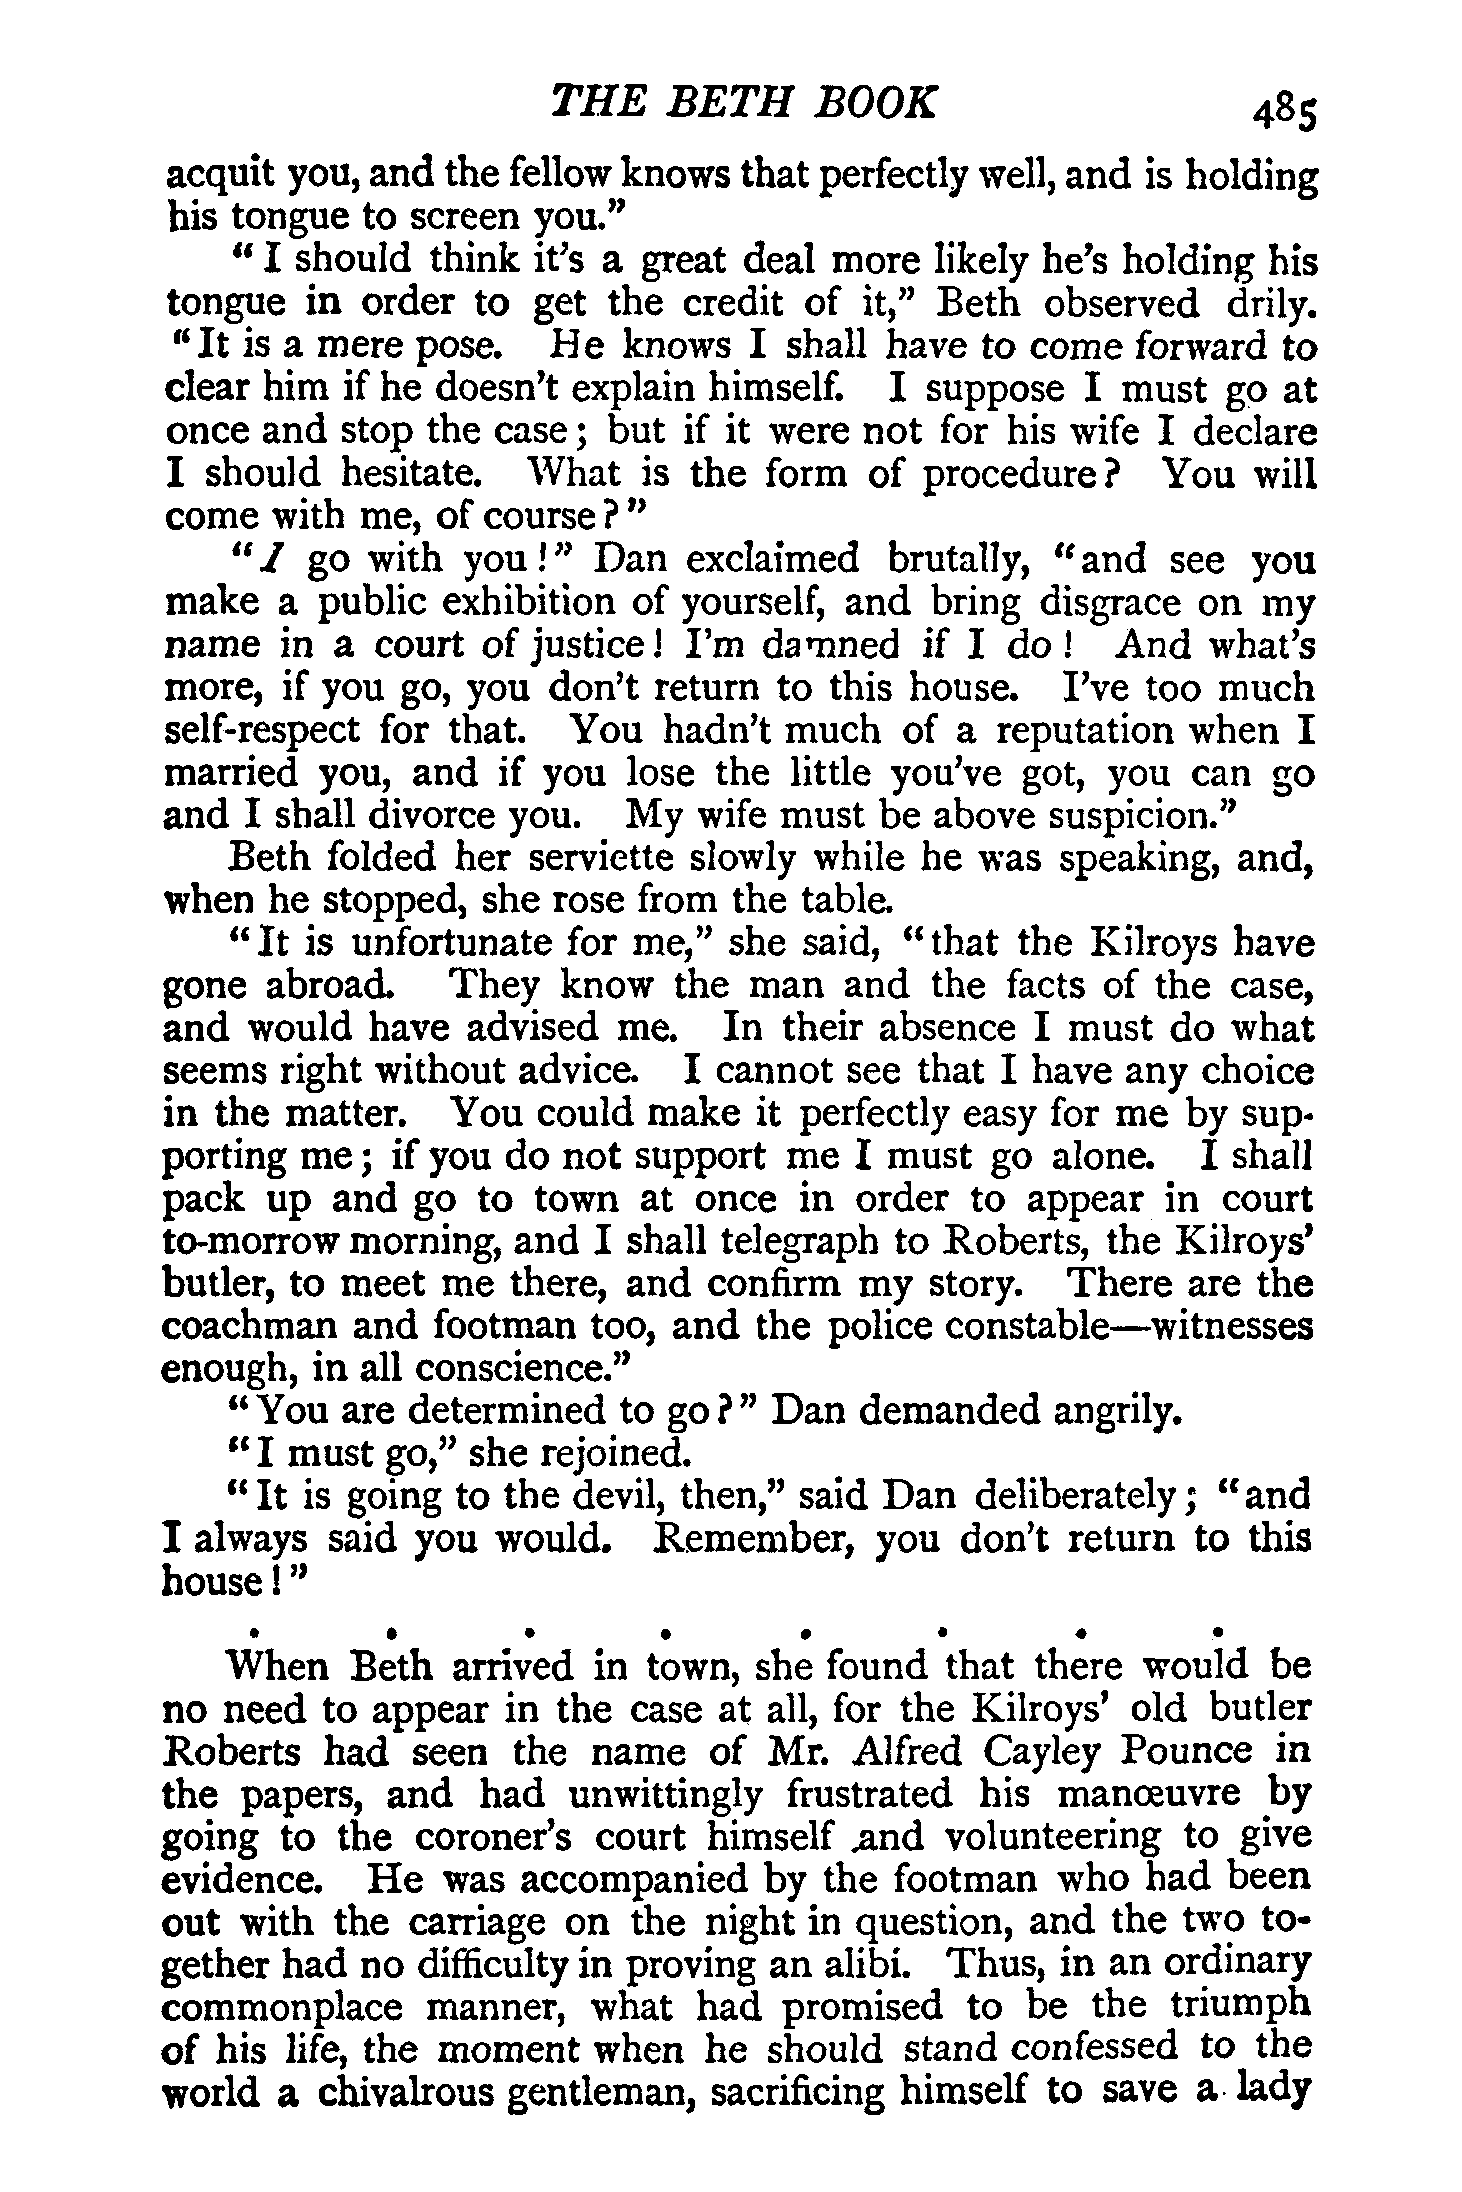 THE BETH BOOK 485
acquit you, and the fellow knows that perfectly well, and is holding
his tongue to screen you."
"I should think it's a great deal more likely he's holding his
tongue in order to get the credit of it," Beth observed drily.
"It is a mere pose. He knows I shall have to come forward to
clear him if he doesn't explain himself. I suppose I must go at
once and stop the case; but if it were not for his wife I declare
I should hesitate. What is the form of procedure? You will
come with me, of course?"
"I go with you!" Dan exclaimed brutally, "and see you
make a public exhibition of yourself, and bring disgrace on my
name in a court of justice! I'm damned if I do! And what's
more, if you go, you don't return to this house. I've too much
self-respect for that. You hadn't much of a reputation when I
married you, and if you lose the little you've got, you can go
and I shall divorce you. My wife must be above suspicion."
Beth folded her serviette slowly while he was speaking, and,
when he stopped, she rose from the table.
"It is unfortunate for me," she said, "that the Kilroys have
gone abroad. They know the man and the facts of the case,
and would have advised me. In their absence I must do what
seems right without advice. I cannot see that I have any choice
in the matter. You could make it perfectly easy for me by sup-
porting me; if you do not support me I must go alone. I shall
pack up and go to town at once in order to appear in court
to-morrow morning, and I shall telegraph to Roberts, the Kilroys'
butler, to meet me there, and confirm my story. There are the
coachman and footman too, and the police constable—witnesses
enough, in all conscience."
"You are determined to go?" Dan demanded angrily.
"I must go," she rejoined.
"It is going to the devil, then," said Dan deliberately; "and
I always said you would. Remember, you don't return to this
house!"
. . . . . . . .
When Beth arrived in town, she found that there would be
no need to appear in the case at all, for the Kilroys' old butler
Roberts had seen the name of Mr. Alfred Cayley Pounce in
the papers, and had unwittingly frustrated his manœuvre by
going to the coroner's court himself and volunteering to give
evidence. He was accompanied by the footman who had been
out with the carriage on the night in question, and the two to-
gether had no difficulty in proving an alibi. Thus, in an ordinary
commonplace manner, what had promised to be the triumph
of his life, the moment when he should stand confessed to the
world a chivalrous gentleman, sacrificing himself to save a lady